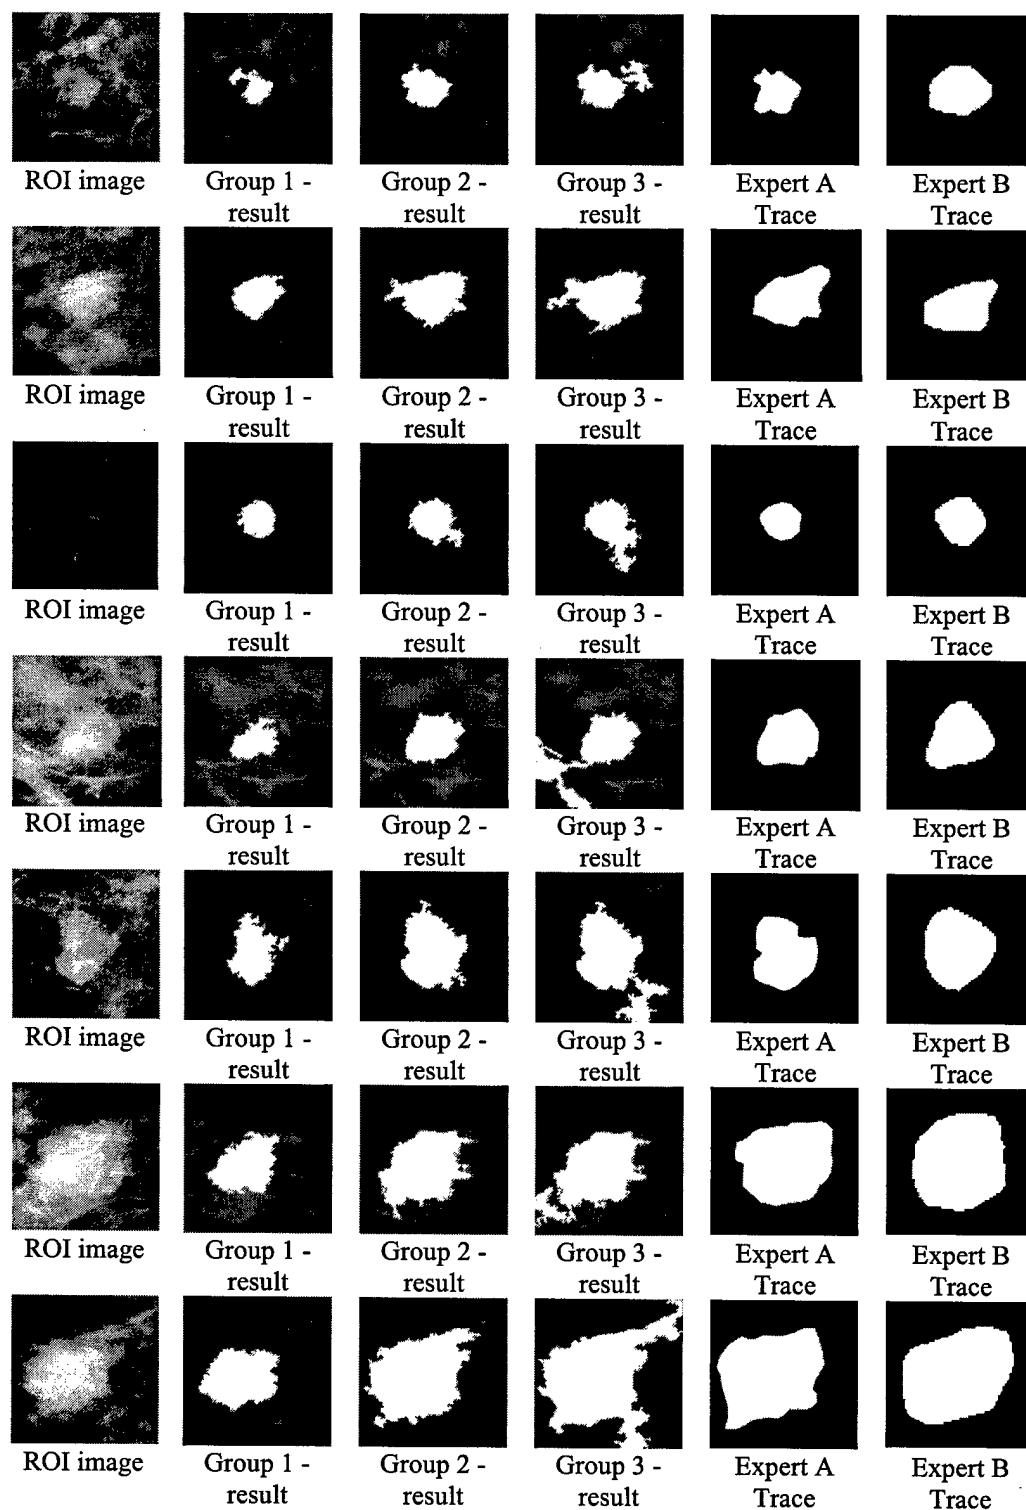 ROI image Group 1 - Group 2 - Group 3 - Expert A Expert B
result result result Trace Trace
ROI image Group 1 - Group 2 - Group 3 - Expert A Expert B
result result result Trace Trace
ROI image Group 1 - Group 2 - Group 3 - Expert A Expert B
result result result Trace Trace
ROI image Group 1 - Group 2 - Group 3 - Expert A Expert B
result result result Trace Trace
ROI image Group 1 - Group 2 - Group 3 - Expert A Expert B
result result result Trace Trace
ROI image Group 1 - Group 2 - Group 3 - Expert A Expert B
result result result Trace Trace
ROI image Group 1 - Group 2 - Group 3 - Expert A Expert B
result result result Trace Trace